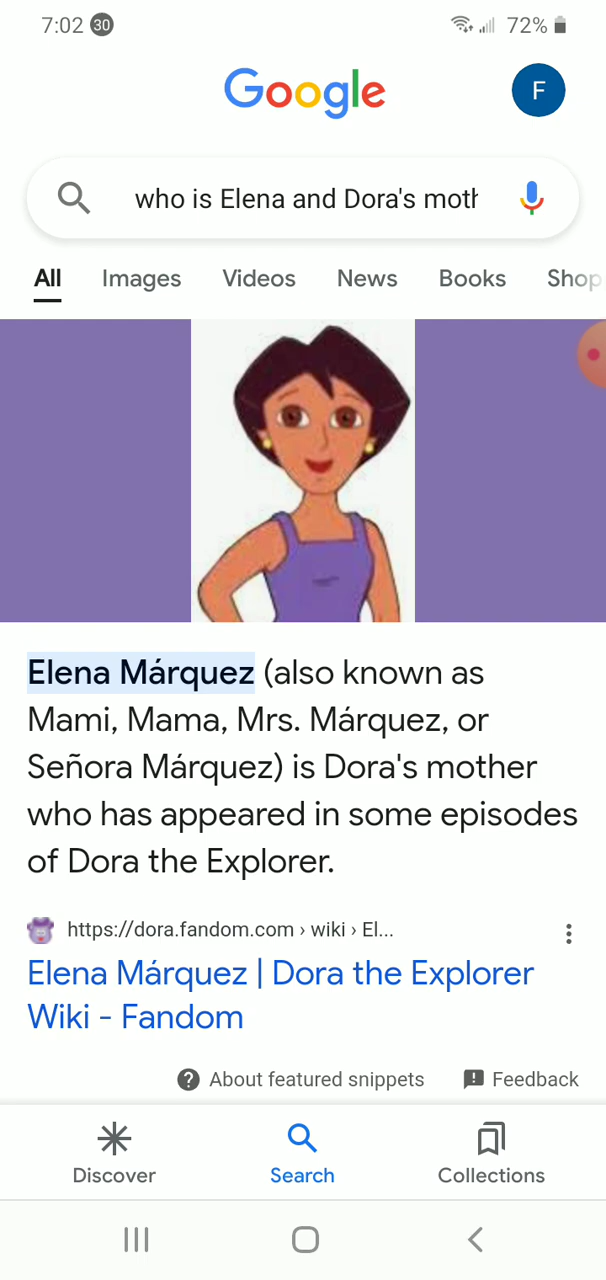 7:02 30 72%
Google F
who is Elena and Dora's moth
All Images Videos News Books Shop
Elena Márquez (also known as
Mami, Mama, Mrs. Márquez, or
Señora Márquez) is Dora's mother
who has appeared in some episodes
of Dora the Explorer.
https://dora.fandom.com › wiki › El...
Elena Márquez | Dora the Explorer
Wiki - Fandom
About featured snippets Feedback
Discover Search Collections